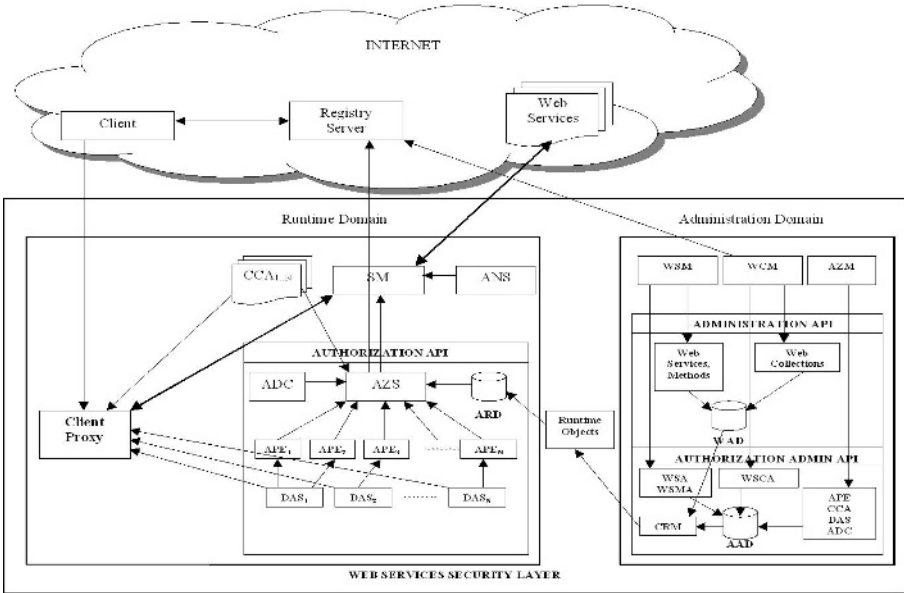 INTERNET
Client
Registry
Server
Web
Services
Runtime Domain
Administration Domain
SM
ANS
WSM
WCM
AZM
AUTHORIZATION API
ADC
AZS
ARD
Client
Proxy
APE1
APE2
APE3
APEN
DAS1
DAS2
DASN
Runtime
Objects
ADMINISTRATION API
Web
Services,
Methods
Web
Collections
WAD
AUTHORIZATION ADMIN API
WSA
WSMA
WSCA
APE
CCA
DAS
ADC
CRM
AAD
WEB SERVICES SECURITY LAYER